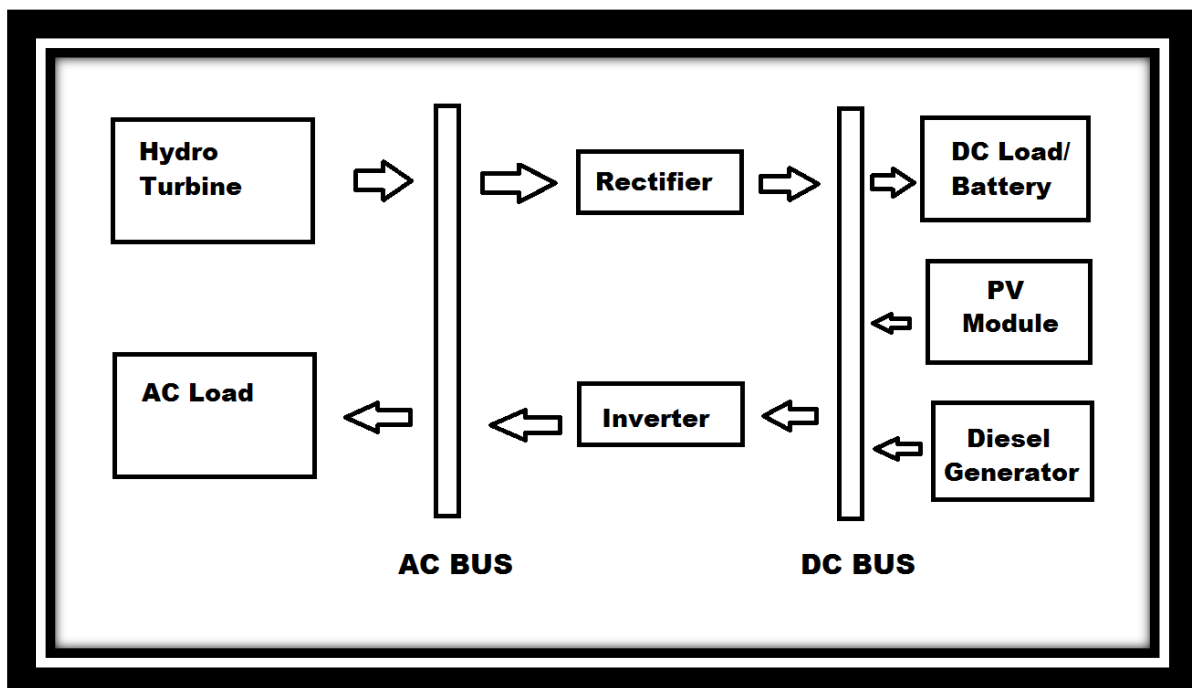 Hydro
Turbine
Rectifier
DC Load/
Battery
PV
Module
AC Load
Inverter
Diesel
Generator
AC BUS
DC BUS